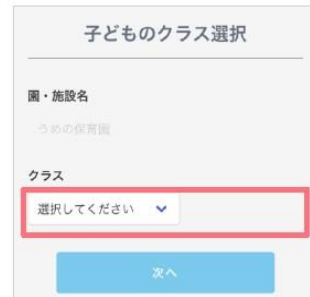 子どものクラス選択
園・施設名
うめの保育園
クラス
選択してください
次へ